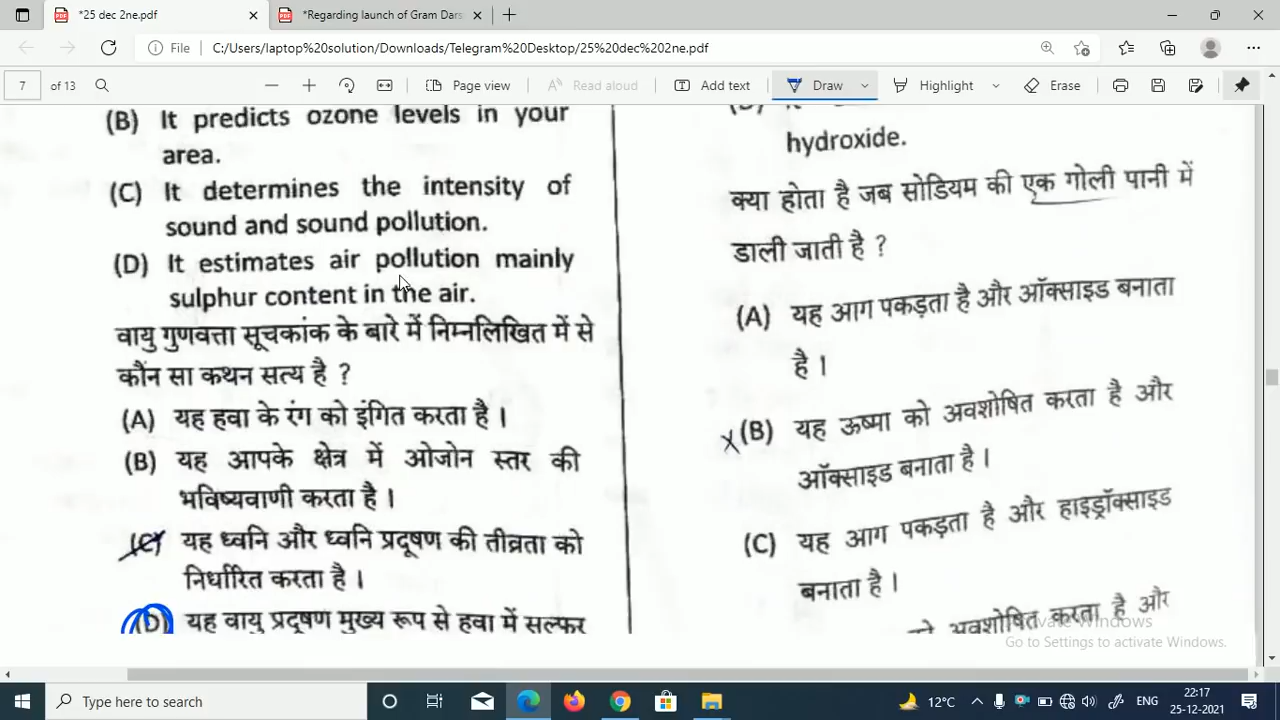 *25 dec 2ne.pdf
*Regarding launch of Gram Dars
File
C:/Users/laptop%20solution/Downloads/Telegram%20Desktop/25%20dec%202ne.pdf
7 of 13
Page view
Read aloud
Add text
Draw
Highlight
Erase
(B) It predicts ozone levels in your
area.
(C) It determines the intensity of
sound and sound pollution.
(D) It estimates air pollution mainly
sulphur content in the air.
वायु गुणवत्ता सूचकांक के बारे में निम्नलिखित में से
कौन सा कथन सत्य है ?
(A) यह हवा के रंग को इंगित करता है ।
(B) यह आपके क्षेत्र में ओजोन स्तर की
भविष्यवाणी करता है ।
(C) यह ध्वनि और ध्वनि प्रदूषण की तीव्रता को
निर्धारित करता है ।
(D) यह वायु प्रदूषण मुख्य रूप से हवा में सल्फर
hydroxide.
क्या होता है जब सोडियम की एक गोली पानी में
डाली जाती है ?
(A) यह आग पकड़ता है और ऑक्साइड बनाता
है ।
(B) यह ऊष्मा को अवशोषित करता है और
ऑक्साइड बनाता है ।
(C) यह आग पकड़ता है और हाइड्रॉक्साइड
बनाता है ।
अवशोषित करता है और
Activate Windows
Go to Settings to activate Windows.
Type here to search
12°C
ENG
22:17
25-12-2021